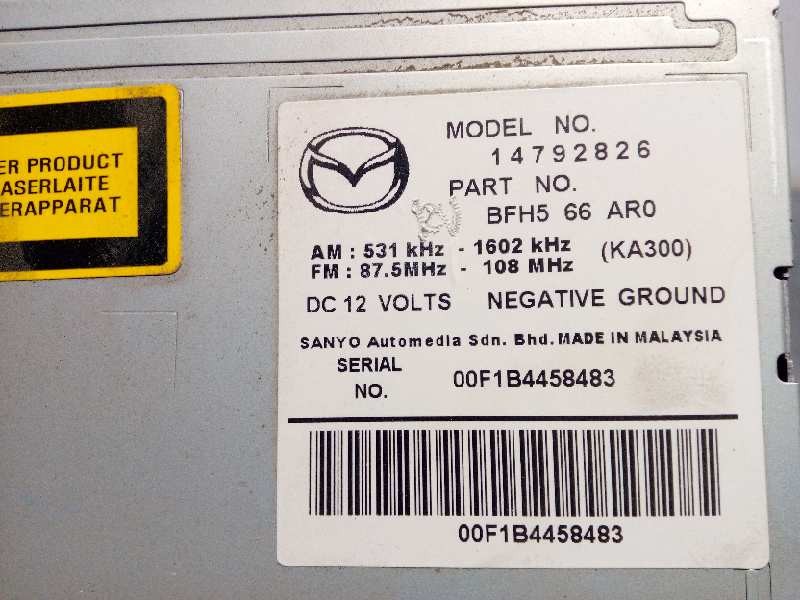 ER PRODUCT
ASERLAITE
ERAPPARAT
MODEL NO.
14792826
PART NO.
BFH5 66 AR0
AM : 531 kHz - 1602 kHz (KA300)
FM : 87.5MHz - 108 MHz
DC 12 VOLTS NEGATIVE GROUND
SANYO Automedia Sdn. Bhd. MADE IN MALAYSIA
SERIAL NO. 00F1B4458483
00F1B4458483